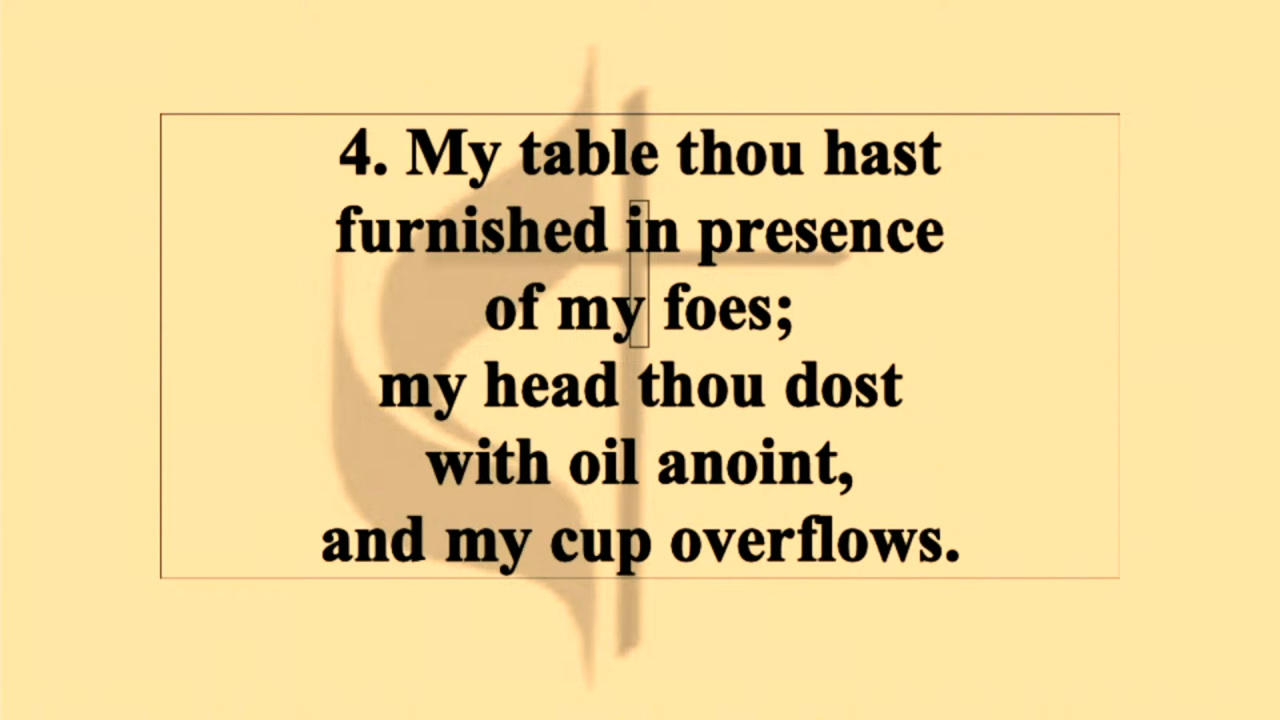 4. My table thou hast
furnished in presence
of my foes;
my head thou dost
with oil anoint,
and my cup overflows.